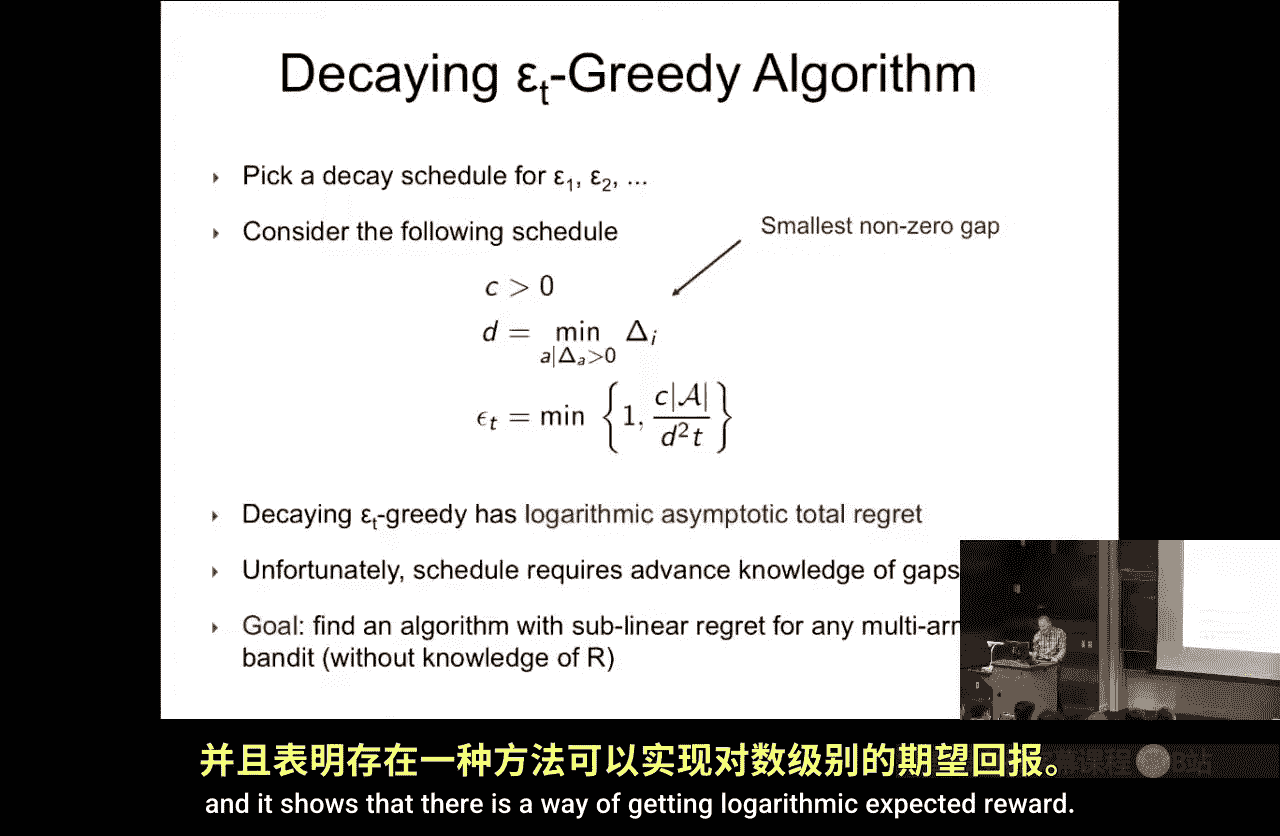 Decaying εt-Greedy Algorithm
Pick a decay schedule for ε1, ε2, ...
Consider the following schedule
Smallest non-zero gap
c > 0
d = min Δi
a|Δa>0
ϵt = min {1, c|𝒜| / d²t}
Decaying εt-greedy has logarithmic asymptotic total regret
Unfortunately, schedule requires advance knowledge of gaps
Goal: find an algorithm with sub-linear regret for any multi-arm
bandit (without knowledge of R)
并且表明存在一种方法可以实现对数级别的期望回报。
and it shows that there is a way of getting logarithmic expected reward.